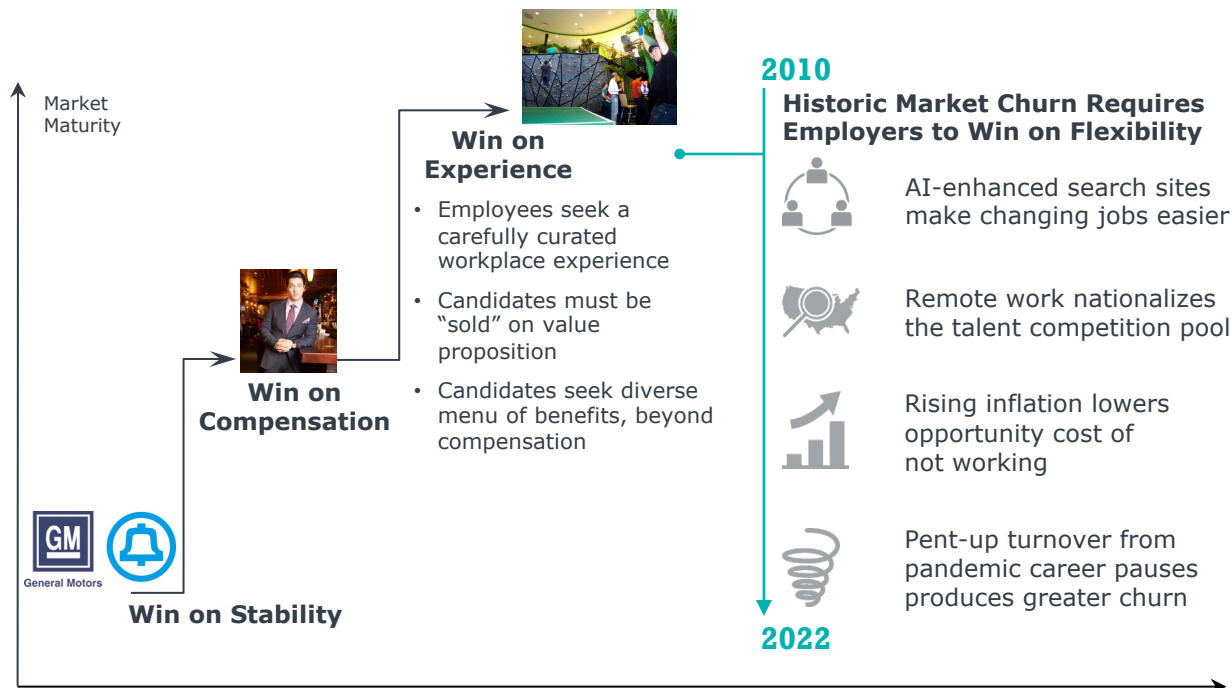 Market
Maturity
GM
General Motors
Win on Stability
Win on
Compensation
Win on
Experience
• Employees seek a
carefully curated
workplace experience
• Candidates must be
“sold” on value
proposition
• Candidates seek diverse
menu of benefits, beyond
compensation
2010
Historic Market Churn Requires
Employers to Win on Flexibility
AI-enhanced search sites
make changing jobs easier
Remote work nationalizes
the talent competition pool
Rising inflation lowers
opportunity cost of
not working
Pent-up turnover from
pandemic career pauses
produces greater churn
2022